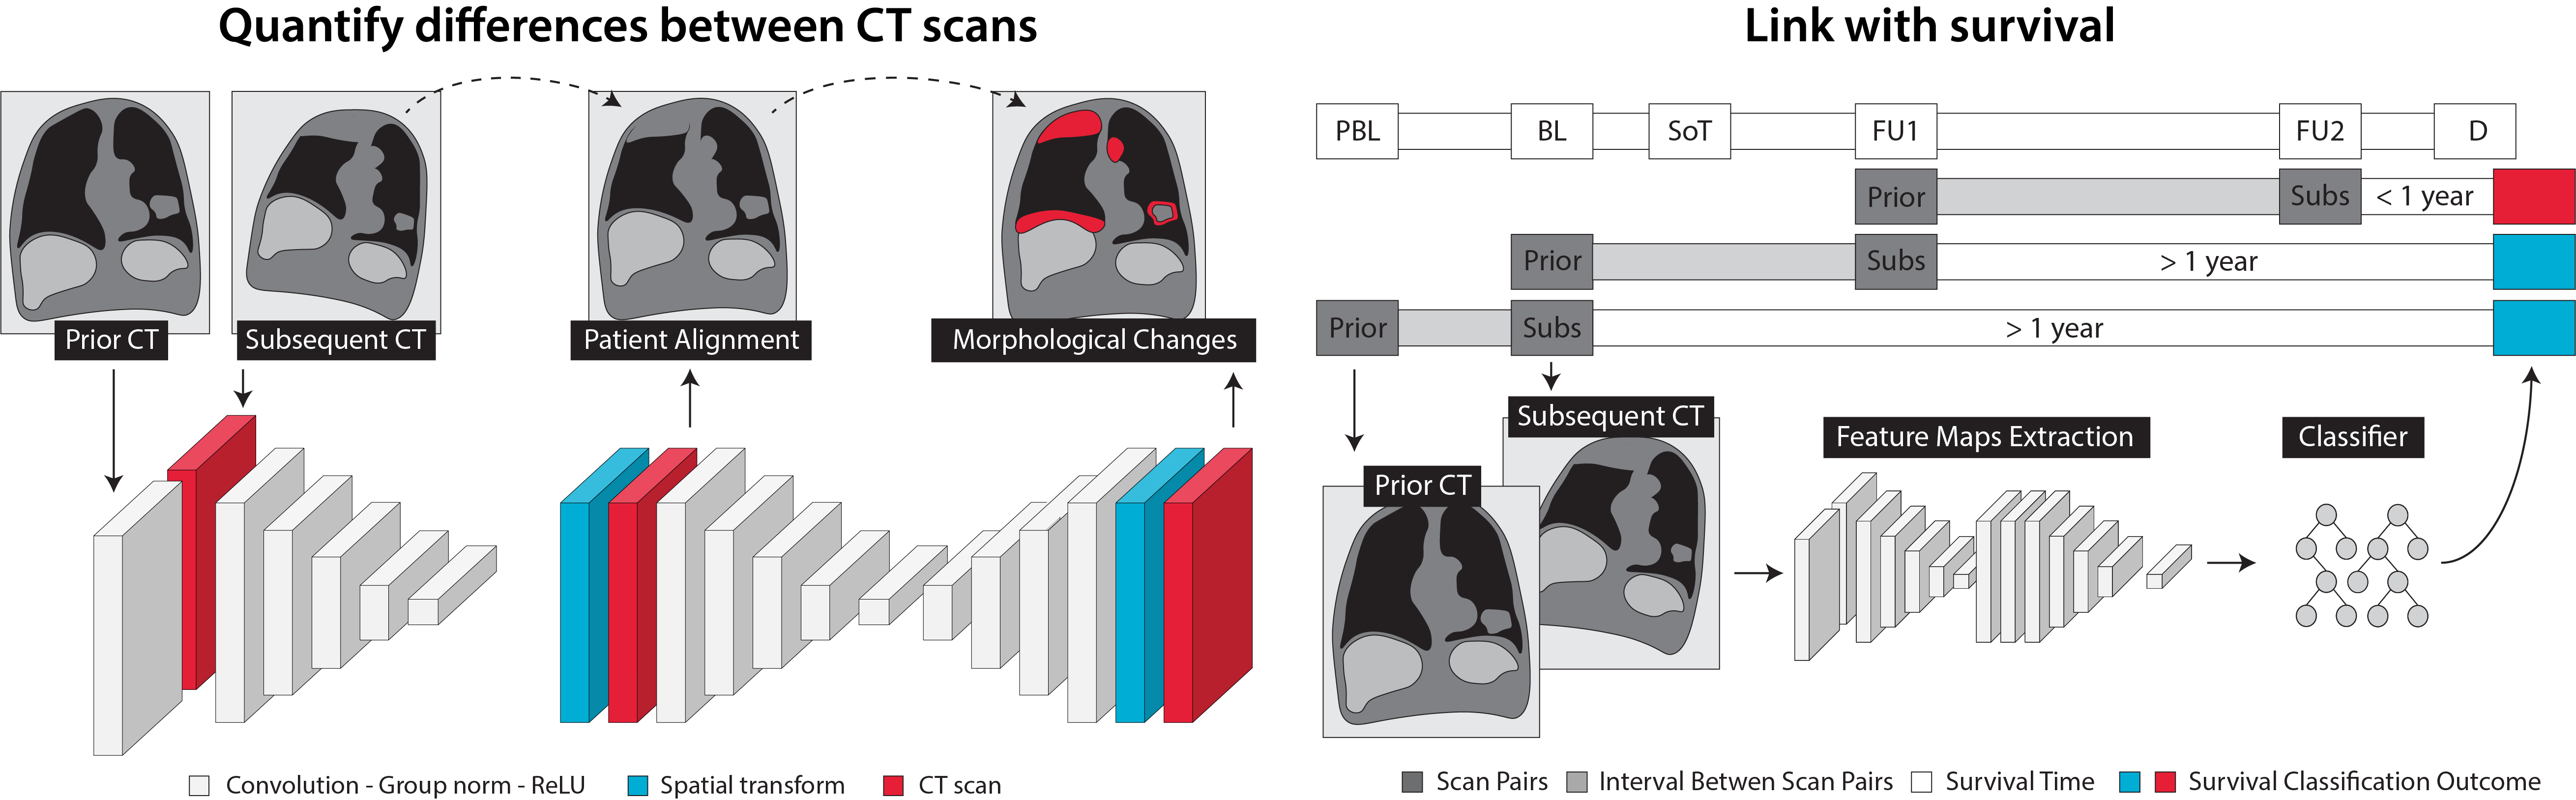 Quantify differences between CT scans
Prior CT
Subsequent CT
Patient Alignment
Morphological Changes
Convolution - Group norm - ReLU
Spatial transform
CT scan
Link with survival
PBL
BL
SoT
FU1
FU2
D
Prior
Subs
< 1 year
Prior
Subs
> 1 year
Prior
Subs
> 1 year
Subsequent CT
Prior CT
Feature Maps Extraction
Classifier
Scan Pairs
Interval Betwen Scan Pairs
Survival Time
Survival Classification Outcome